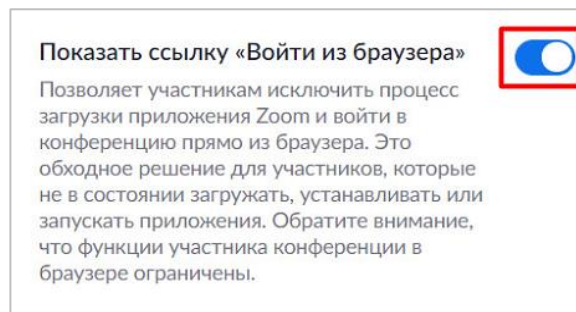 Показать ссылку «Войти из браузера»
Позволяет участникам исключить процесс
загрузки приложения Zoom и войти в
конференцию прямо из браузера. Это
обходное решение для участников, которые
не в состоянии загружать, устанавливать или
запускать приложения. Обратите внимание,
что функции участника конференции в
браузере ограничены.